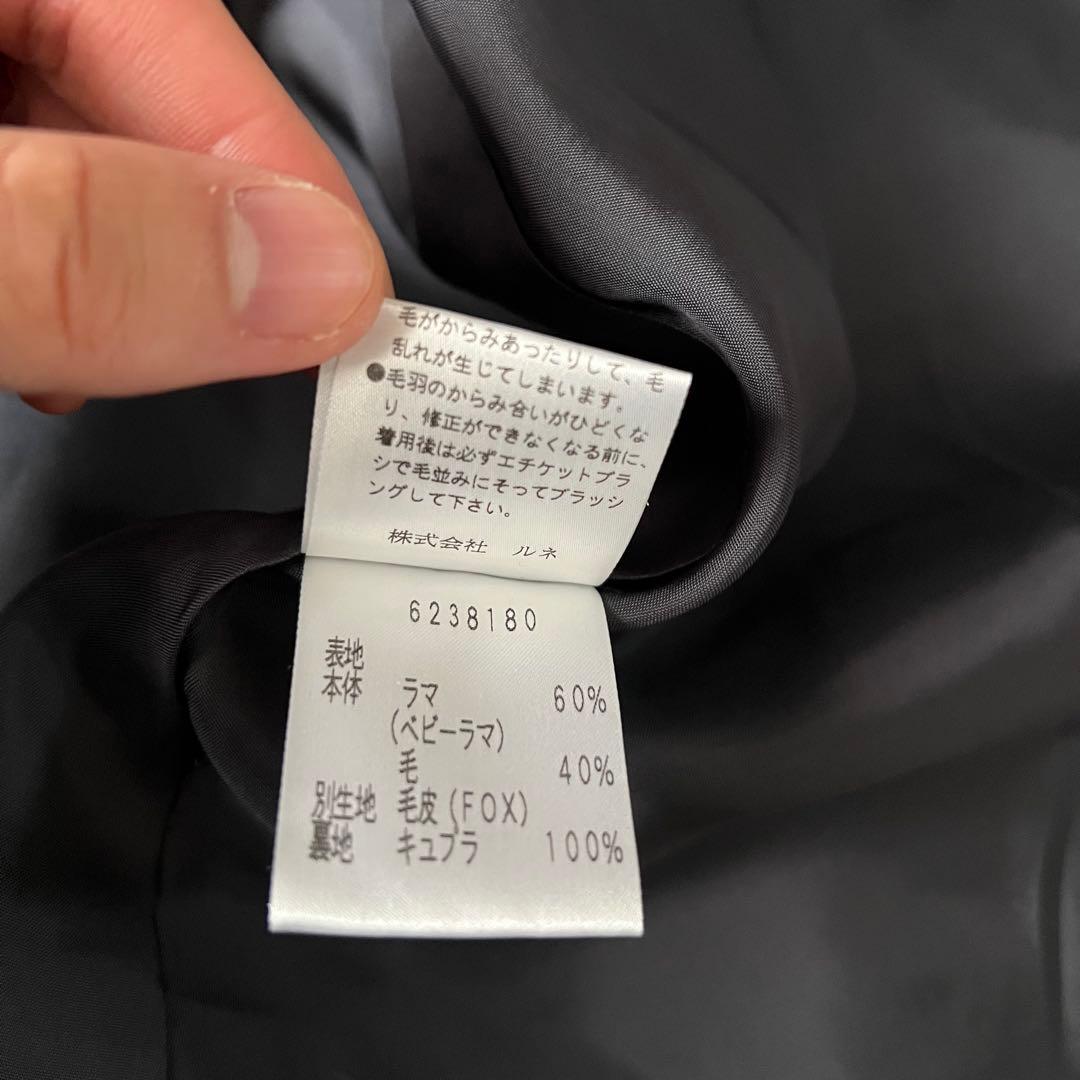 毛がからみあったりして、毛
乱れが生じてしまいます。
●毛羽のからみ合いがひどくな
り、修正ができなくなる前に、
着用後は必ずエチケットブラ
シで毛並みにそってブラッシ
ングして下さい。
株式会社 ルネ
6238180
表地
本体 ラマ 60%
(ベビーラマ)
毛 40%
別生地 毛皮(FOX)
裏地 キュプラ 100%